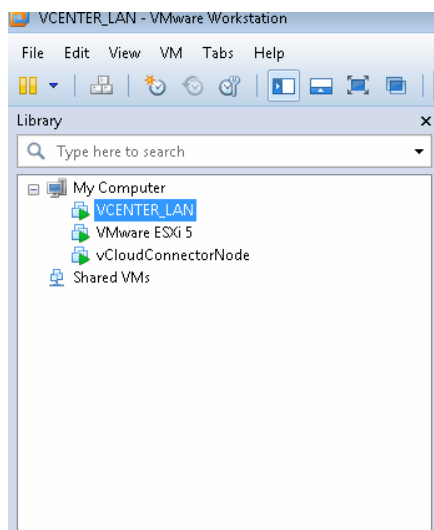 VCENTER_LAN - VMware Workstation
File Edit View VM Tabs Help
Library
Type here to search
My Computer
VCENTER_LAN
VMware ESXi 5
vCloudConnectorNode
Shared VMs